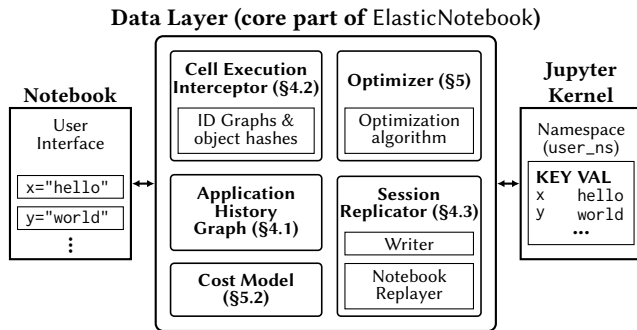 Data Layer (core part of ElasticNotebook)
Notebook
User
Interface
x="hello"
y="world"
⋮
Cell Execution
Interceptor (§4.2)
ID Graphs &
object hashes
Application
History
Graph (§4.1)
Cost Model
(§5.2)
Optimizer (§5)
Optimization
algorithm
Session
Replicator (§4.3)
Writer
Notebook
Replayer
Jupyter
Kernel
Namespace
(user_ns)
KEY VAL
x hello
y world
...